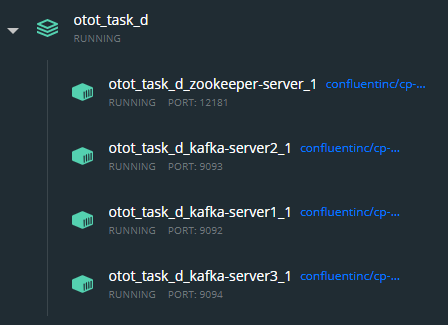 otot_task_d
RUNNING
otot_task_d_zookeeper-server_1 confluentinc/cp-...
RUNNING PORT: 12181
otot_task_d_kafka-server2_1 confluentinc/cp-...
RUNNING PORT: 9093
otot_task_d_kafka-server1_1 confluentinc/cp-...
RUNNING PORT: 9092
otot_task_d_kafka-server3_1 confluentinc/cp-...
RUNNING PORT: 9094